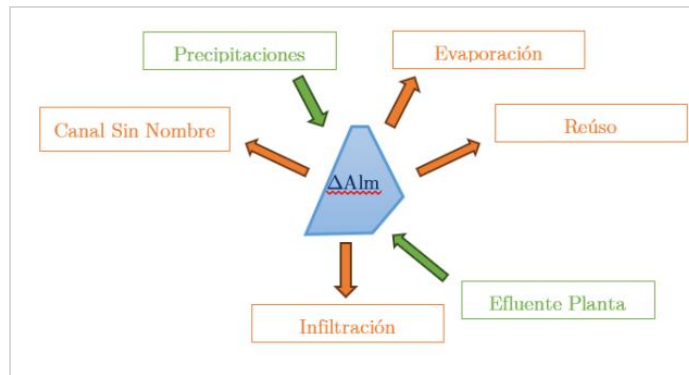 Precipitaciones
Evaporación
Canal Sin Nombre
Reúso
ΔAlm
Efluente Planta
Infiltración